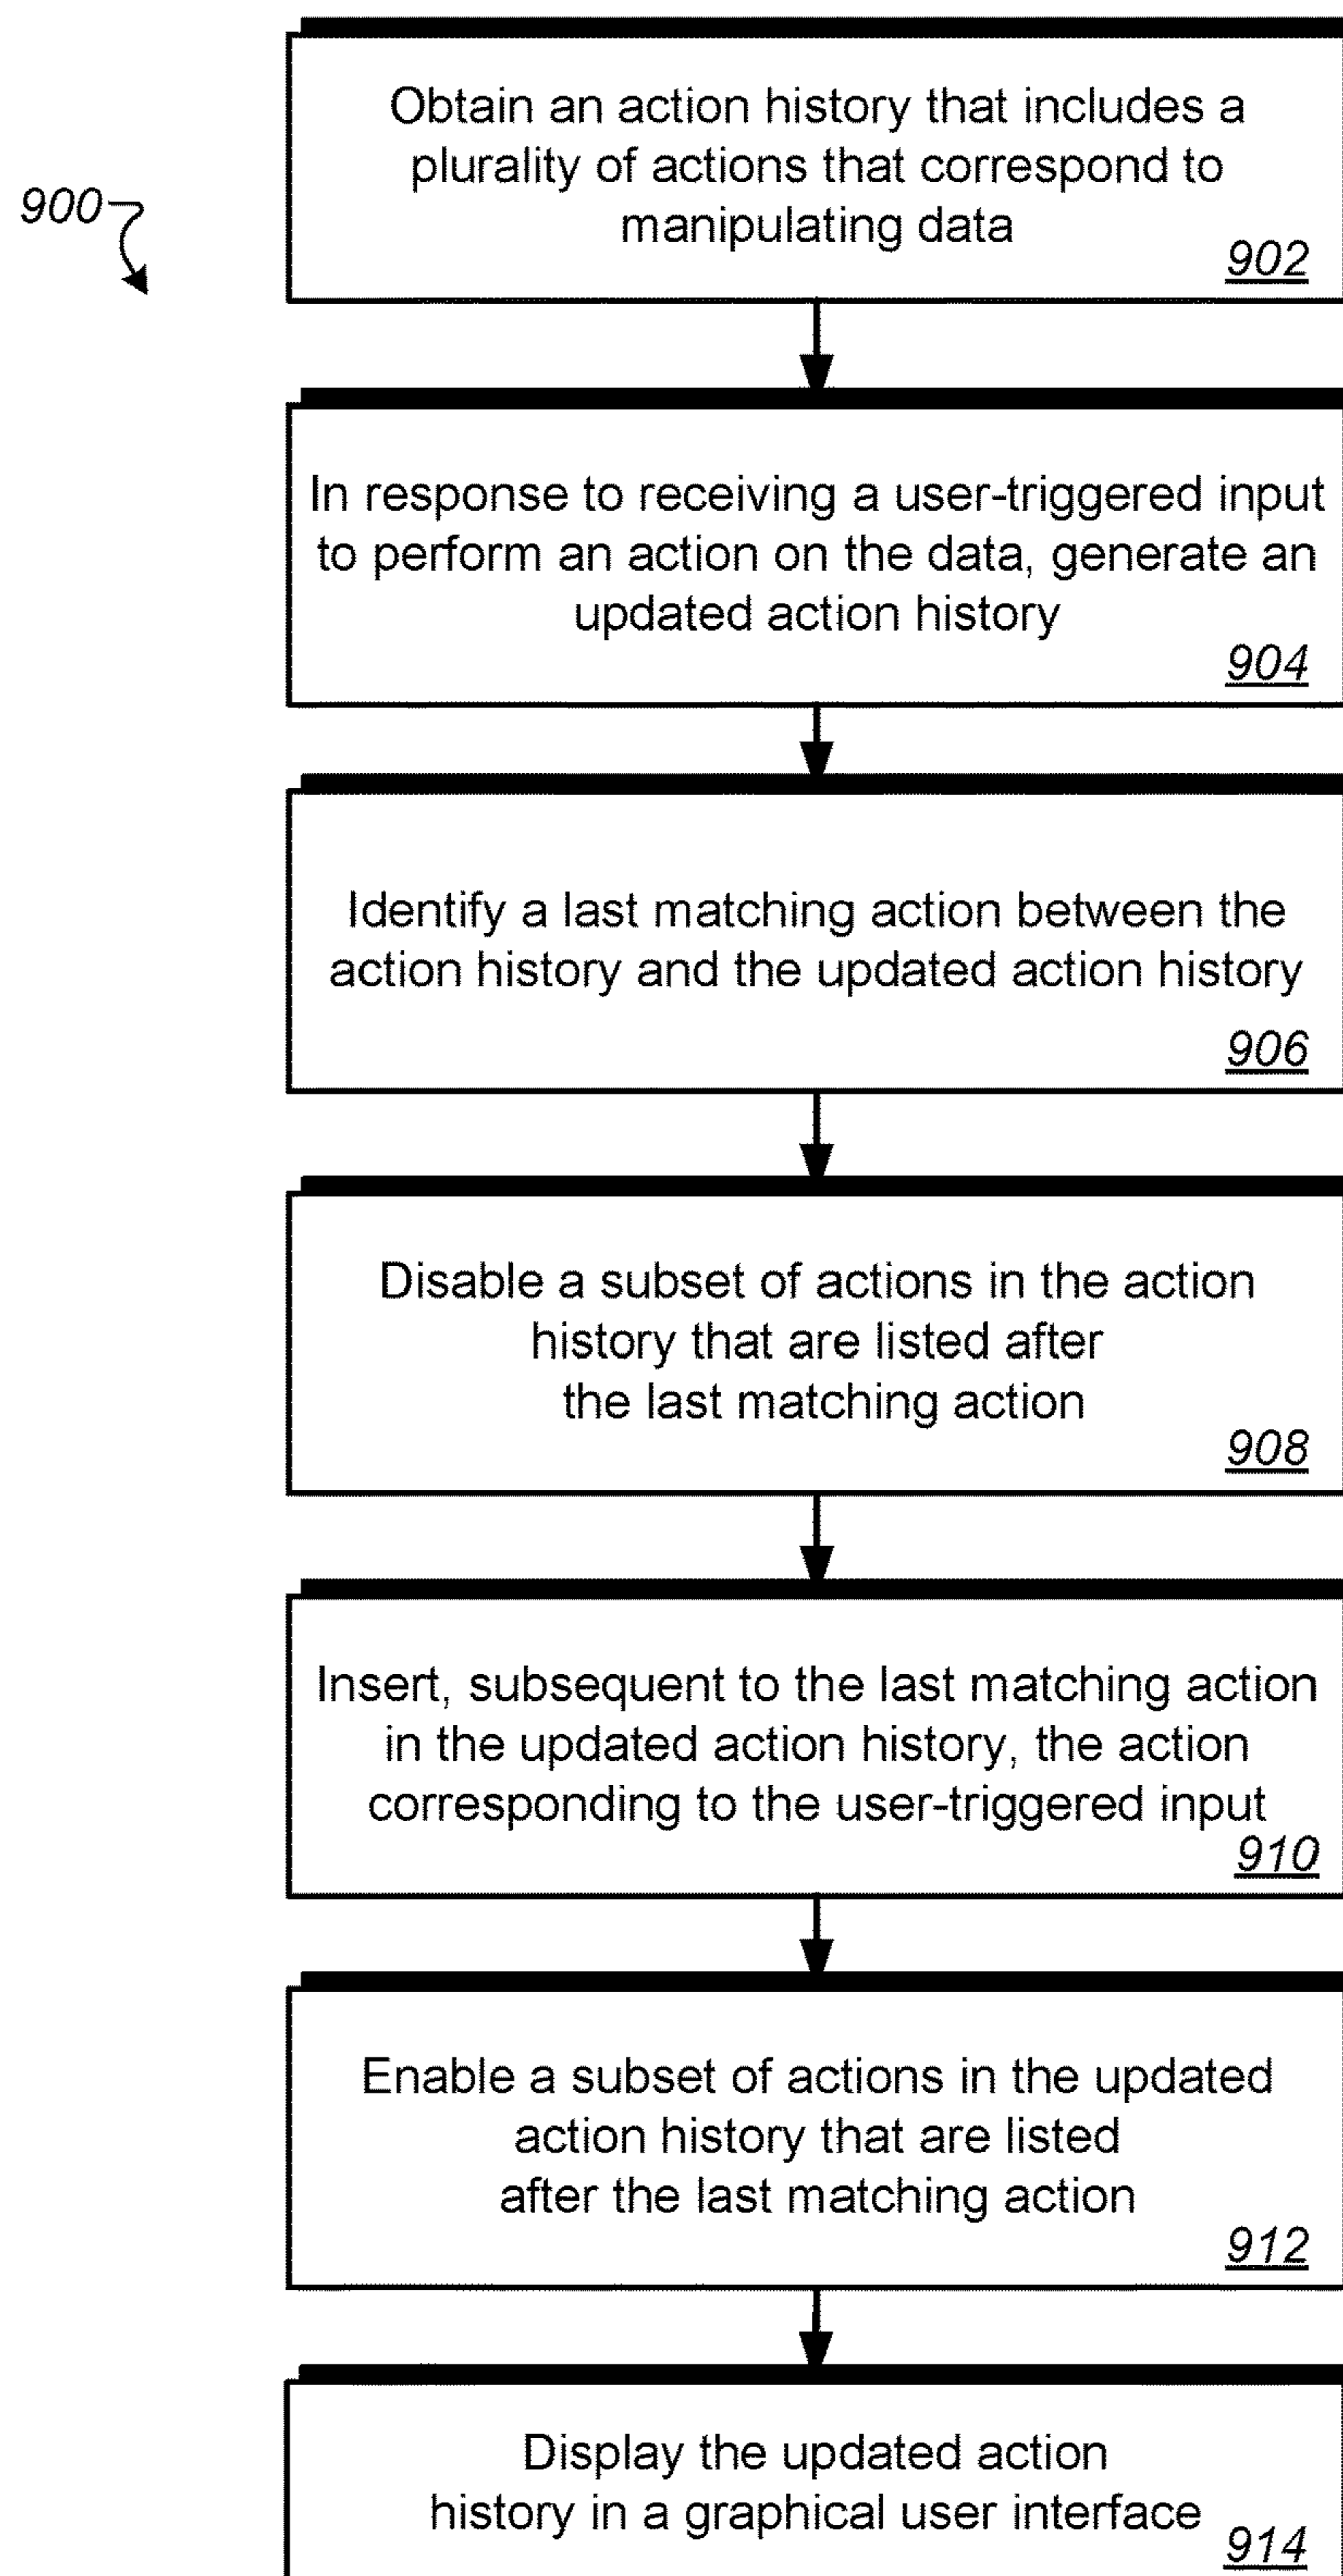 900
Obtain an action history that includes a
plurality of actions that correspond to
manipulating data
902
In response to receiving a user-triggered input
to perform an action on the data, generate an
updated action history
904
Identify a last matching action between the
action history and the updated action history
906
Disable a subset of actions in the action
history that are listed after
the last matching action
908
Insert, subsequent to the last matching action
in the updated action history, the action
corresponding to the user-triggered input
910
Enable a subset of actions in the updated
action history that are listed
after the last matching action
912
Display the updated action
history in a graphical user interface
914